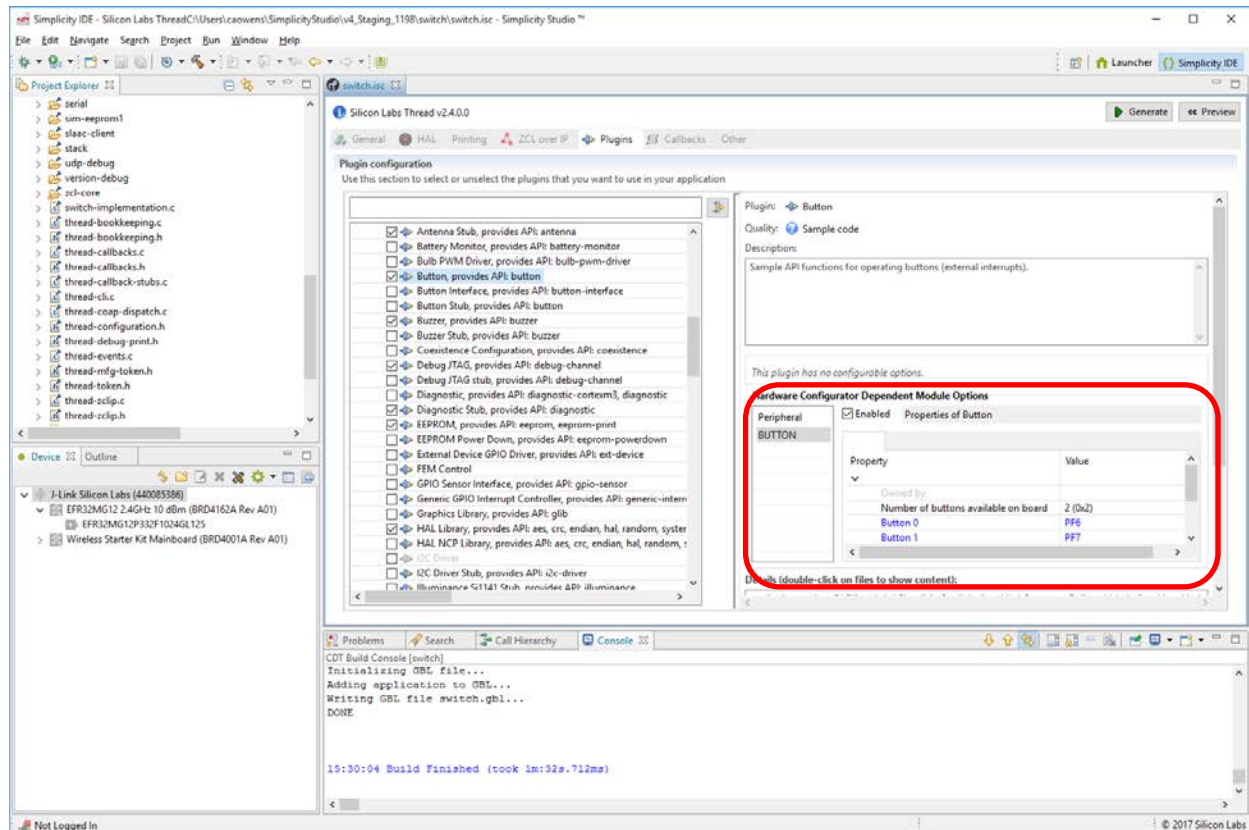 Simplicity IDE - Silicon Labs ThreadC:\Users\caowens\SimplicityStudio\v4_Staging_1198\switch\switch.isc - Simplicity Studio ™
File Edit Navigate Search Project Run Window Help
Launcher {} Simplicity IDE
Project Explorer
serial
sim-eeprom1
slaac-client
stack
udp-debug
version-debug
zcl-core
switch-implementation.c
thread-bookkeeping.c
thread-bookkeeping.h
thread-callbacks.c
thread-callbacks.h
thread-callback-stubs.c
thread-cli.c
thread-coap-dispatch.c
thread-configuration.h
thread-debug-print.h
thread-events.c
thread-mfg-token.h
thread-token.h
thread-zclip.c
thread-zclip.h
Device Outline
J-Link Silicon Labs (440085386)
EFR32MG12 2.4GHz 10 dBm (BRD4162A Rev A01)
EFR32MG12P332F1024GL125
Wireless Starter Kit Mainboard (BRD4001A Rev A01)
switch.isc
Silicon Labs Thread v2.4.0.0
Generate Preview
General HAL Printing ZCL over IP Plugins Callbacks Other
Plugin configuration
Use this section to select or unselect the plugins that you want to use in your application
Antenna Stub, provides API: antenna
Battery Monitor, provides API: battery-monitor
Bulb PWM Driver, provides API: bulb-pwm-driver
Button, provides API: button
Button Interface, provides API: button-interface
Button Stub, provides API: button
Buzzer, provides API: buzzer
Buzzer Stub, provides API: buzzer
Coexistence Configuration, provides API: coexistence
Debug JTAG, provides API: debug-channel
Debug JTAG stub, provides API: debug-channel
Diagnostic, provides API: diagnostic-cortexm3, diagnostic
Diagnostic Stub, provides API: diagnostic
EEPROM, provides API: eeprom, eeprom-print
EEPROM Power Down, provides API: eeprom-powerdown
External Device GPIO Driver, provides API: ext-device
FEM Control
GPIO Sensor Interface, provides API: gpio-sensor
Generic GPIO Interrupt Controller, provides API: generic-interr
Graphics Library, provides API: glib
HAL Library, provides API: aes, crc, endian, hal, random, syster
HAL NCP Library, provides API: aes, crc, endian, hal, random, s
I2C Driver
I2C Driver Stub, provides API: i2c-driver
Illuminance Si1141 Stub, provides API: illuminance
Plugin: Button
Quality: Sample code
Description:
Sample API functions for operating buttons (external interrupts).
This plugin has no configurable options.
Hardware Configurator Dependent Module Options
Peripheral
BUTTON
Enabled Properties of Button
Property Value
Owned by
Number of buttons available on board 2 (0x2)
Button 0 PF6
Button 1 PF7
Details (double-click on files to show content):
Problems Search Call Hierarchy Console
CDT Build Console [switch]
Initializing GBL file...
Adding application to GBL...
Writing GBL file switch.gbl...
DONE
15:30:04 Build Finished (took 1m:32s.712ms)
Not Logged In
© 2017 Silicon Labs